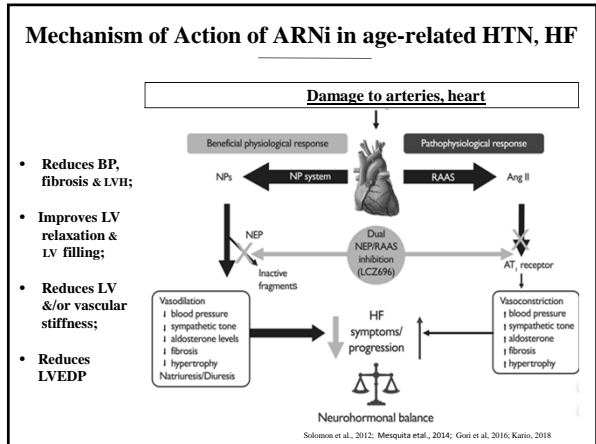 Mechanism of Action of ARNi in age-related HTN, HF
Damage to arteries, heart
• Reduces BP,
fibrosis & LVH;
• Improves LV
relaxation &
LV filling;
• Reduces LV
&/or vascular
stiffness;
• Reduces
LVEDP
Beneficial physiological response
Pathophysiological response
NPs
NP system
RAAS
Ang II
NEP
Inactive
fragments
Dual
NEP/RAAS
inhibition
(LCZ696)
AT₁ receptor
Vasodilation
↓ blood pressure
↓ sympathetic tone
↓ aldosterone levels
↓ fibrosis
↓ hypertrophy
Natriuresis/Diuresis
HF
symptoms/
progression
Vasoconstriction
↑ blood pressure
↑ sympathetic tone
↑ aldosterone
↑ fibrosis
↑ hypertrophy
Neurohormonal balance
Solomon et al., 2012; Mesquita etal., 2014; Gori et al, 2016; Kario, 2018